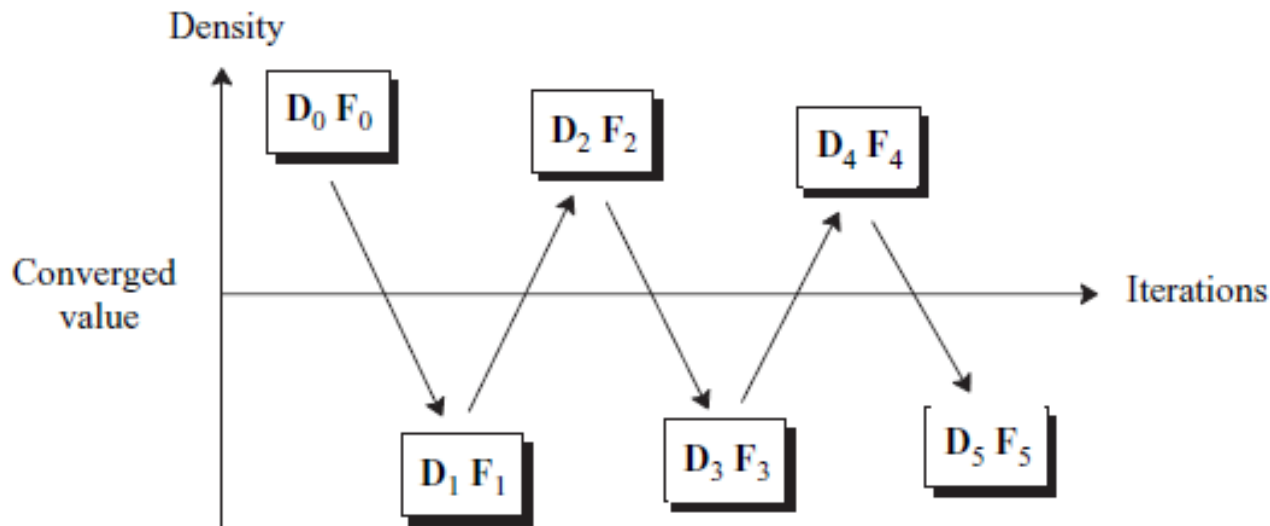 Density
D₀ F₀
D₂ F₂
D₄ F₄
Converged
value
Iterations
D₁ F₁
D₃ F₃
D₅ F₅